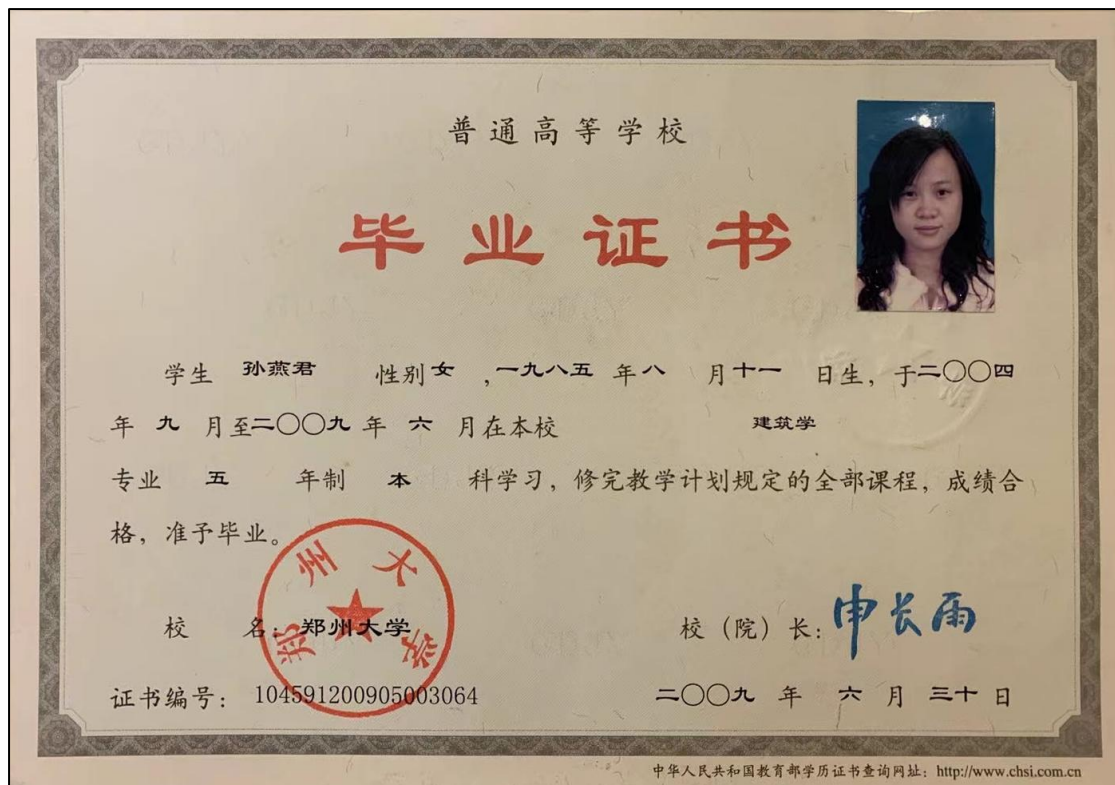 普通高等学校
毕业证书
学生 孙燕君 性别 女 ,一九八五 年 八 月 十一 日生, 于二〇〇四
年 九 月至二〇〇九 年 六 月在本校 建筑学
专业 五 年制 本 科学习, 修完教学计划规定的全部课程, 成绩合
格, 准予毕业。
郑州大学
校 名: 郑州大学 校(院)长: 申长雨
证书编号: 104591200905003064 二〇〇九 年 六 月 三十 日
中华人民共和国教育部学历证书查询网址: http://www.chsi.com.cn